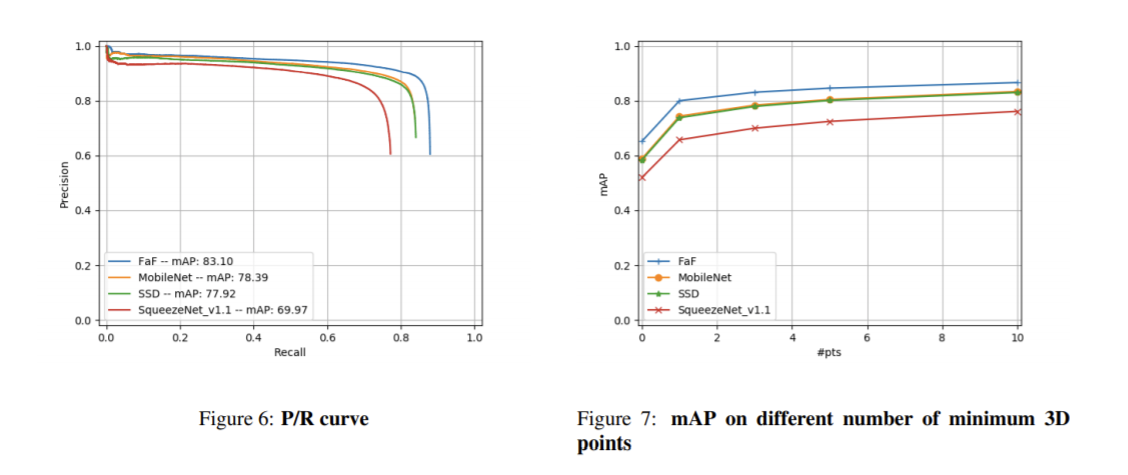 1.0
0.8
0.6
0.4
0.2
0.0
Precision
FaF -- mAP: 83.10
MobileNet -- mAP: 78.39
SSD -- mAP: 77.92
SqueezeNet_v1.1 -- mAP: 69.97
0.0 0.2 0.4 0.6 0.8 1.0
Recall
Figure 6: P/R curve
1.0
0.8
0.6
0.4
0.2
0.0
mAP
FaF
MobileNet
SSD
SqueezeNet_v1.1
0 2 4 6 8 10
#pts
Figure 7: mAP on different number of minimum 3D
points